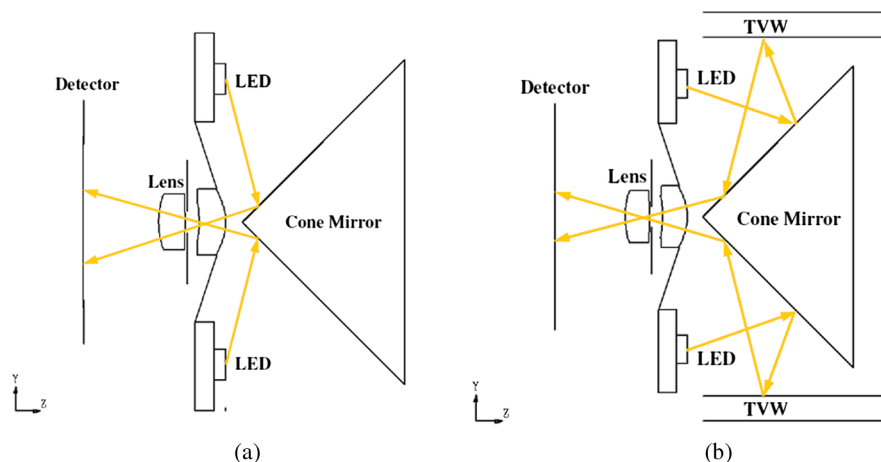 TVW
LED
Detector
Lens
Cone Mirror
LED
Y
Z
(a)
LED
Detector
Lens
Cone Mirror
LED
TVW
Y
Z
(b)